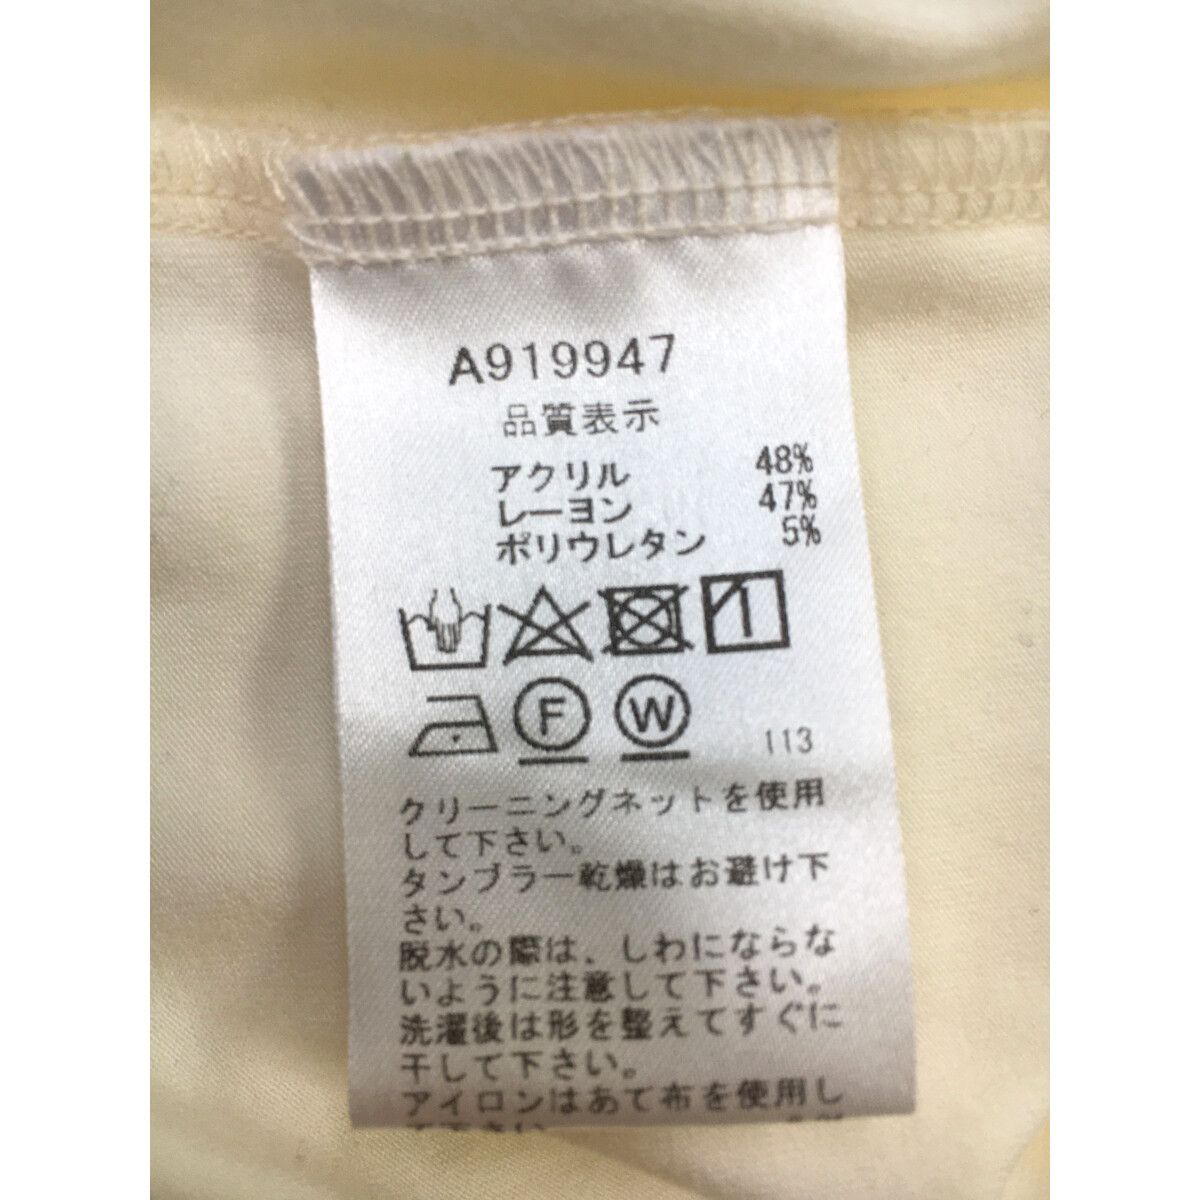 A919947
品質表示
アクリル 48%
レーヨン 47%
ポリウレタン 5%
F W 113
クリーニングネットを使用
して下さい。
タンブラー乾燥はお避け下
さい。
脱水の際は、しわにならな
いように注意して下さい。
洗濯後は形を整えてすぐに
干して下さい。
アイロンはあて布を使用し
て下さい